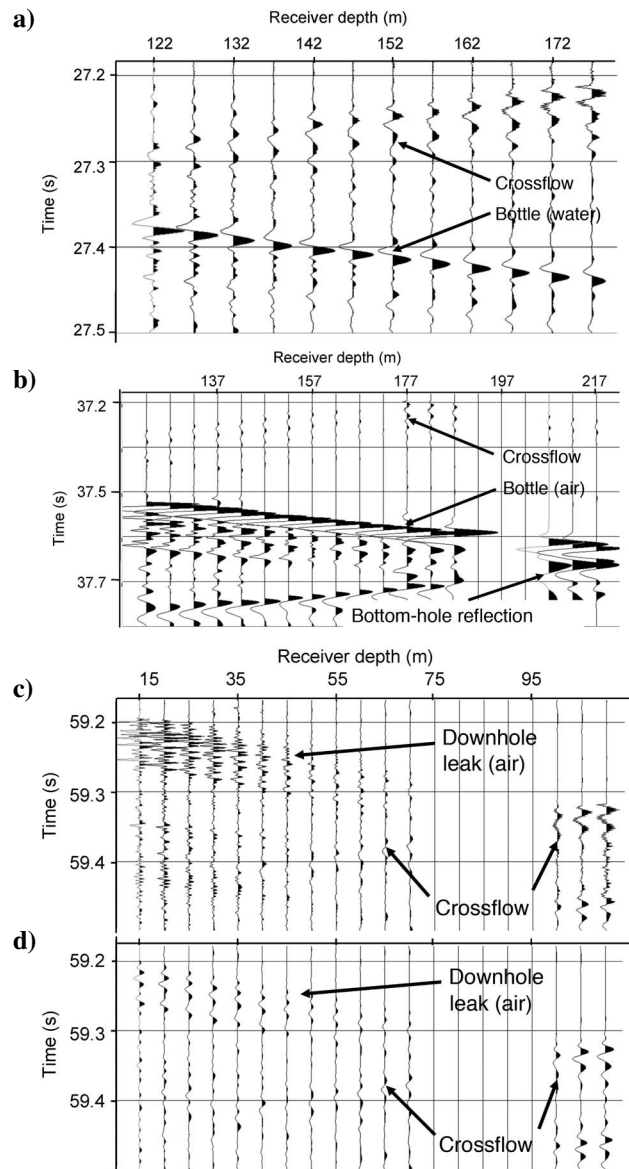 a)
Receiver depth (m)
122 132 142 152 162 172
27.2
27.3
27.4
27.5
Time (s)
Crossflow
Bottle (water)
b)
Receiver depth (m)
137 157 177 197 217
37.2
37.5
37.7
Time (s)
Crossflow
Bottle (air)
Bottom-hole reflection
c)
Receiver depth (m)
15 35 55 75 95
59.2
59.3
59.4
Time (s)
Downhole
leak (air)
Crossflow
d)
59.2
59.3
59.4
Time (s)
Downhole
leak (air)
Crossflow